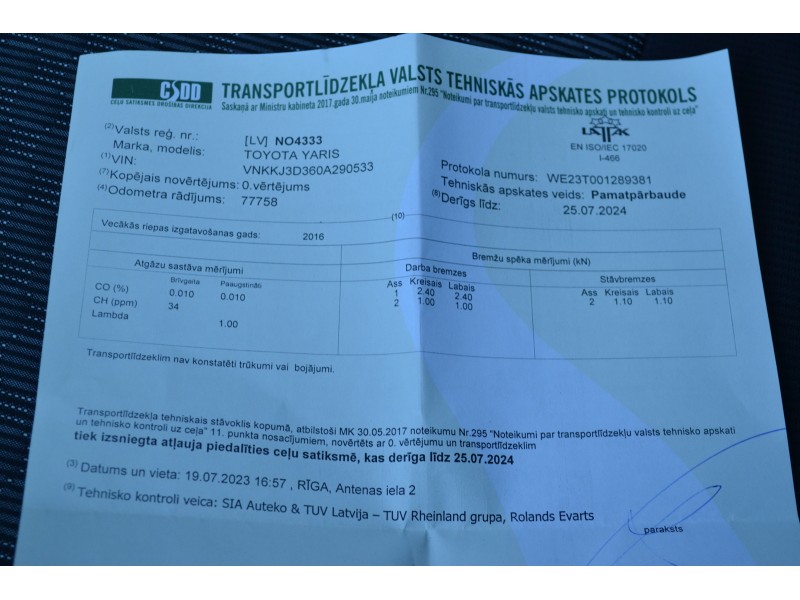 CSDD
CEĻU SATIKSMES DROŠĪBAS DIREKCIJA
TRANSPORTLĪDZEKĻA VALSTS TEHNISKĀS APSKATES PROTOKOLS
Saskaņā ar Ministru kabineta 2017.gada 30.maija noteikumiem Nr.295 "Noteikumi par transportlīdzekļu valsts tehnisko apskati un tehnisko kontroli uz ceļa"
LATAK
EN ISO/IEC 17020
I-466
(2)Valsts reģ. nr.: [LV] NO4333
Marka, modelis: TOYOTA YARIS
(1)VIN: VNKKJ3D360A290533
(7)Kopējais novērtējums: 0.vērtējums
(4)Odometra rādījums: 77758
Protokola numurs: WE23T001289381
Tehniskās apskates veids: Pamatpārbaude
(8)Derīgs līdz: 25.07.2024
(10)
Vecākās riepas izgatavošanas gads: 2016
Atgāzu sastāva mērījumi
Brīvgaita Paaugstināti
CO (%) 0.010 0.010
CH (ppm) 34
Lambda 1.00
Bremžu spēka mērījumi (kN)
Darba bremzes Stāvbremzes
Ass Kreisais Labais Ass Kreisais Labais
1 2.40 2.40 2 1.10 1.10
2 1.00 1.00
Transportlīdzeklim nav konstatēti trūkumi vai bojājumi.
Transportlīdzekļa tehniskais stāvoklis kopumā, atbilstoši MK 30.05.2017 noteikumu Nr.295 "Noteikumi par transportlīdzekļu valsts tehnisko apskati
un tehnisko kontroli uz ceļa" 11. punkta nosacījumiem, novērtēts ar 0. vērtējumu un transportlīdzeklim
tiek izsniegta atļauja piedalīties ceļu satiksmē, kas derīga līdz 25.07.2024
(3) Datums un vieta: 19.07.2023 16:57 , RĪGA, Antenas iela 2
(9) Tehnisko kontroli veica: SIA Auteko & TUV Latvija – TUV Rheinland grupa, Rolands Evarts
paraksts